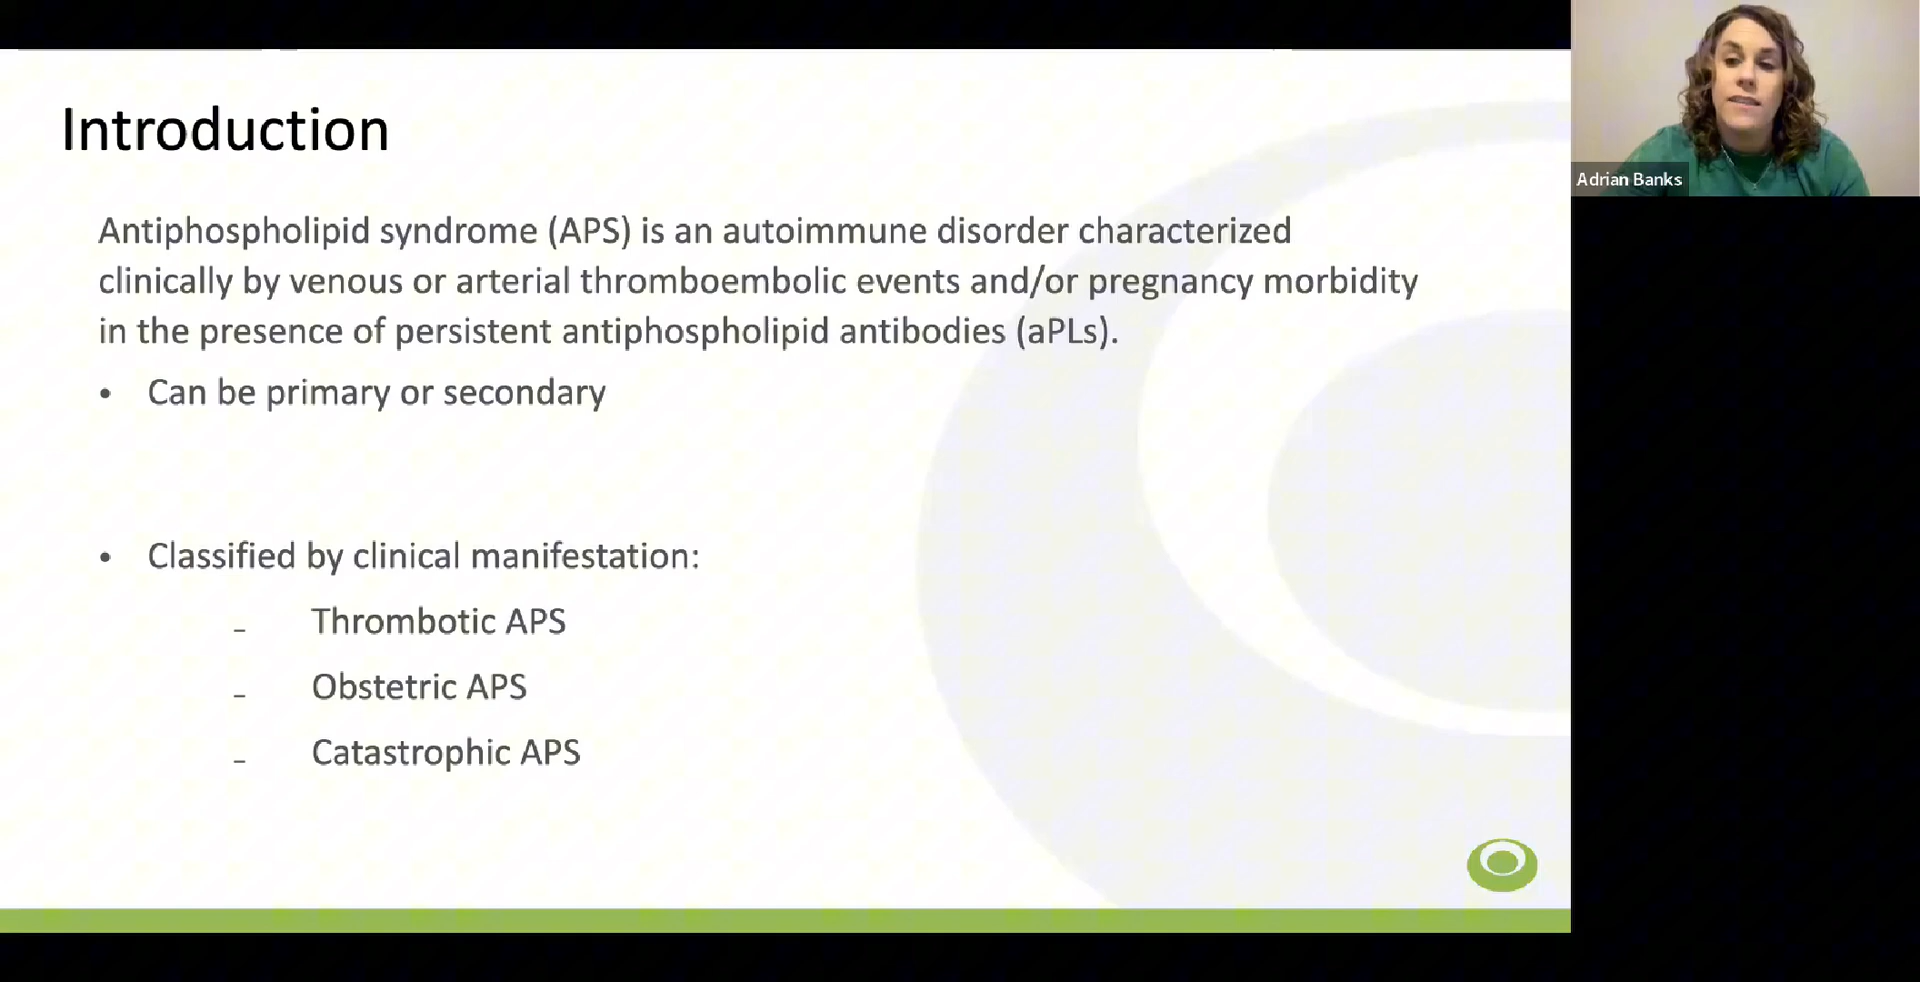 Introduction
Antiphospholipid syndrome (APS) is an autoimmune disorder characterized
clinically by venous or arterial thromboembolic events and/or pregnancy morbidity
in the presence of persistent antiphospholipid antibodies (aPLs).
• Can be primary or secondary
• Classified by clinical manifestation:
– Thrombotic APS
– Obstetric APS
– Catastrophic APS
Adrian Banks